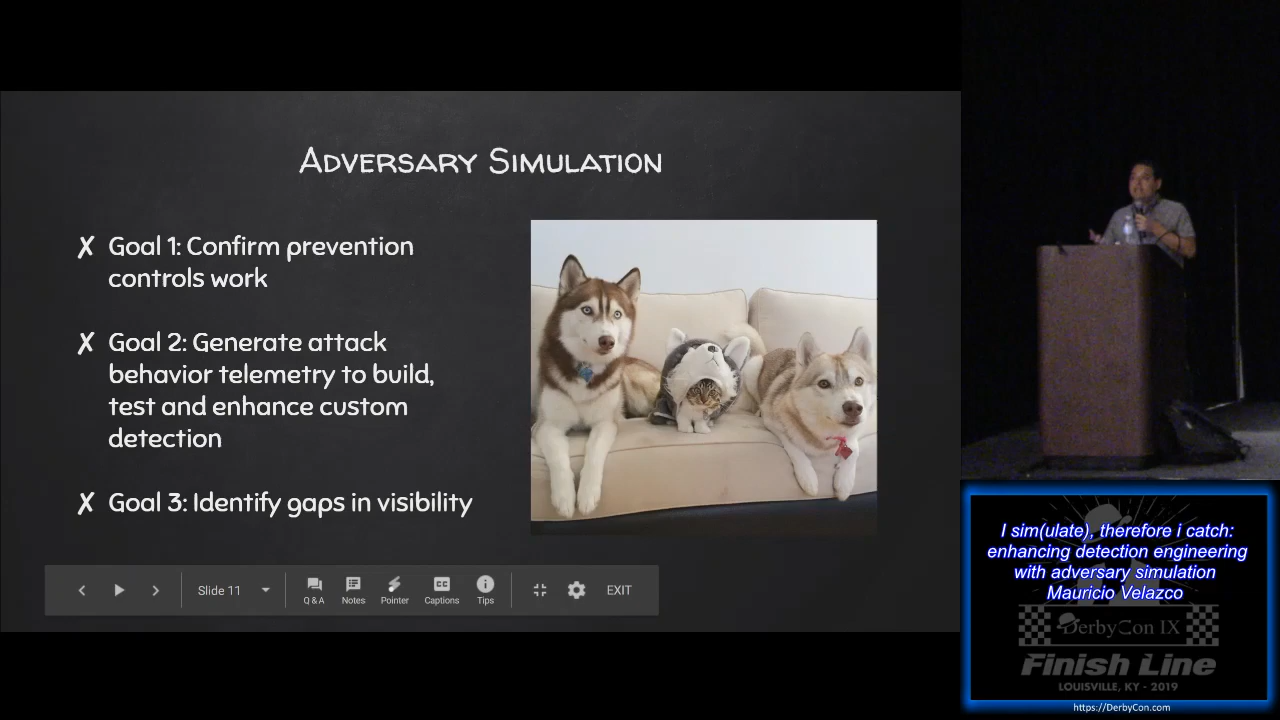 Adversary Simulation
✗ Goal 1: Confirm prevention
controls work
✗ Goal 2: Generate attack
behavior telemetry to build,
test and enhance custom
detection
✗ Goal 3: Identify gaps in visibility
Slide 11
Q & A
Notes
Pointer
CC
Captions
Tips
EXIT
I sim(ulate), therefore i catch:
enhancing detection engineering
with adversary simulation
Mauricio Velazco
DerbyCon IX
Finish Line
LOUISVILLE, KY - 2019
https://DerbyCon.com